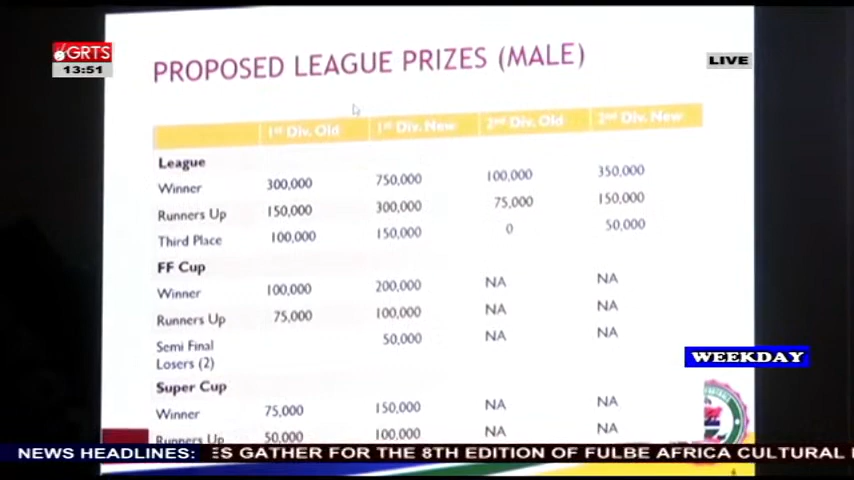 GRTS
13:51
LIVE
PROPOSED LEAGUE PRIZES (MALE)
1st Div. Old 1st Div. New 2nd Div. Old 2nd Div. New
League
Winner 300,000 750,000 100,000 350,000
Runners Up 150,000 300,000 75,000 150,000
Third Place 100,000 150,000 0 50,000
FF Cup
Winner 100,000 200,000 NA NA
Runners Up 75,000 100,000 NA NA
Semi Final 50,000 NA NA
Losers (2)
Super Cup
Winner 75,000 150,000 NA NA
Runners Up 50,000 100,000 NA NA
WEEKDAY
NEWS HEADLINES: ES GATHER FOR THE 8TH EDITION OF FULBE AFRICA CULTURAL